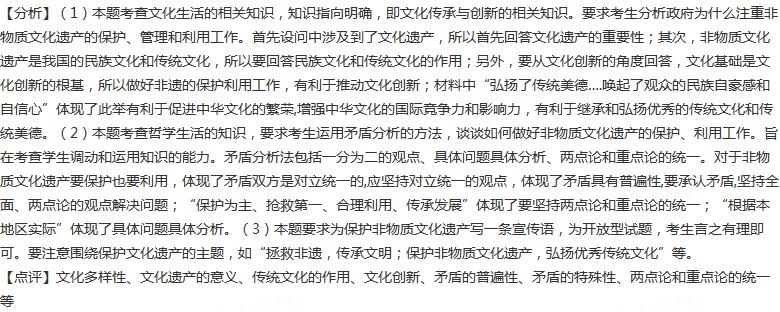 【分析】（1）本题考查文化生活的相关知识，知识指向明确，即文化传承与创新的相关知识。要求考生分析政府为什么注重非
物质文化遗产的保护、管理和利用工作。首先设问中涉及到了文化遗产，所以首先回答文化遗产的重要性；其次，非物质文化
遗产是我国的民族文化和传统文化，所以要回答民族文化和传统文化的作用；另外，要从文化创新的角度回答，文化基础是文
化创新的根基，所以做好非遗的保护利用工作，有利于推动文化创新；材料中“弘扬了传统美德....唤起了观众的民族自豪感和
自信心”体现了此举有利于促进中华文化的繁荣,增强中华文化的国际竞争力和影响力，有利于继承和弘扬优秀的传统文化和传
统美德。（2）本题考查哲学生活的知识，要求考生运用矛盾分析的方法，谈谈如何做好非物质文化遗产的保护、利用工作。旨
在考查学生调动和运用知识的能力。矛盾分析法包括一分为二的观点、具体问题具体分析、两点论和重点论的统一。对于非物
质文化遗产要保护也要利用，体现了矛盾双方是对立统一的,应坚持对立统一的观点，体现了矛盾具有普遍性,要承认矛盾,坚持全
面、两点论的观点解决问题；“保护为主、抢救第一、合理利用、传承发展”体现了要坚持两点论和重点论的统一；“根据本
地区实际”体现了具体问题具体分析。（3）本题要求为保护非物质文化遗产写一条宣传语，为开放型试题，考生言之有理即
可。要注意围绕保护文化遗产的主题，如“拯救非遗，传承文明；保护非物质文化遗产，弘扬优秀传统文化”等。
【点评】文化多样性、文化遗产的意义、传统文化的作用、文化创新、矛盾的普遍性、矛盾的特殊性、两点论和重点论的统一
等